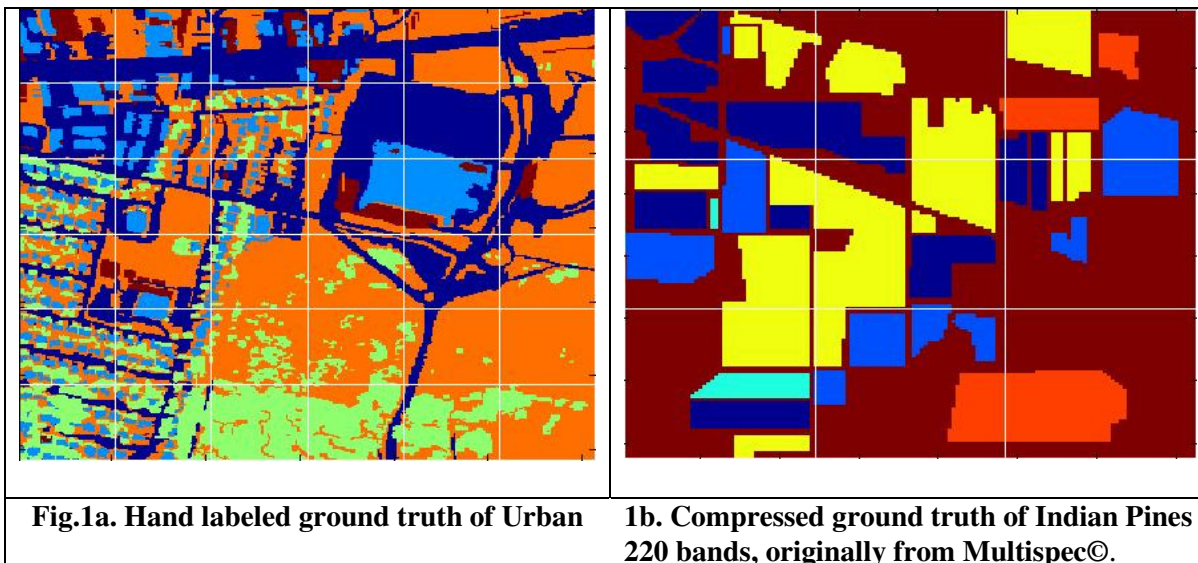 Fig.1a. Hand labeled ground truth of Urban
1b. Compressed ground truth of Indian Pines
220 bands, originally from Multispec©.